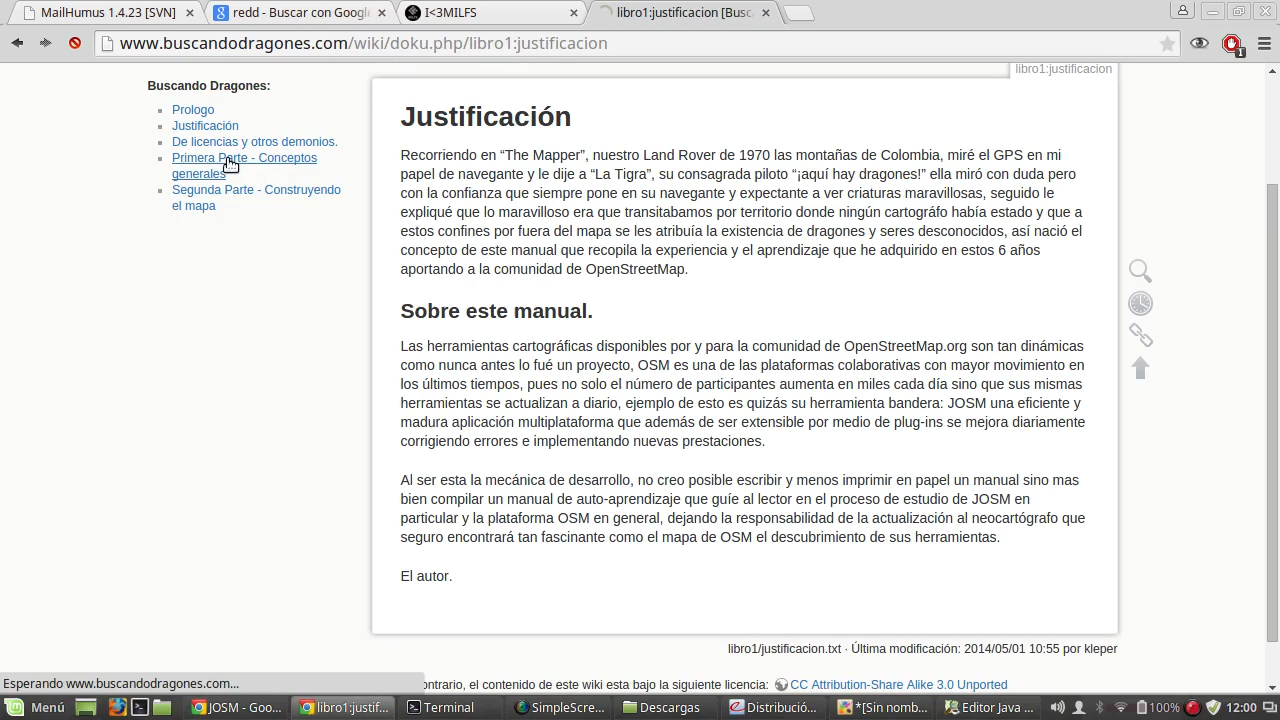 MailHumus 1.4.23 [SVN]
redd - Buscar con Google
I<3MILFS
libro1:justificacion [Busc
www.buscandodragones.com/wiki/doku.php/libro1:justificacion
1
libro1:justificacion
Buscando Dragones:
Prologo
Justificación
De licencias y otros demonios.
Primera Parte - Conceptos
generales
Segunda Parte - Construyendo
el mapa
Justificación
Recorriendo en “The Mapper”, nuestro Land Rover de 1970 las montañas de Colombia, miré el GPS en mi
papel de navegante y le dije a “La Tigra”, su consagrada piloto “¡aquí hay dragones!” ella miró con duda pero
con la confianza que siempre pone en su navegante y expectante a ver criaturas maravillosas, seguido le
expliqué que lo maravilloso era que transitabamos por territorio donde ningún cartográfo había estado y que a
estos confines por fuera del mapa se les atribuía la existencia de dragones y seres desconocidos, así nació el
concepto de este manual que recopila la experiencia y el aprendizaje que he adquirido en estos 6 años
aportando a la comunidad de OpenStreetMap.
Sobre este manual.
Las herramientas cartográficas disponibles por y para la comunidad de OpenStreetMap.org son tan dinámicas
como nunca antes lo fué un proyecto, OSM es una de las plataformas colaborativas con mayor movimiento en
los últimos tiempos, pues no solo el número de participantes aumenta en miles cada día sino que sus mismas
herramientas se actualizan a diario, ejemplo de esto es quizás su herramienta bandera: JOSM una eficiente y
madura aplicación multiplataforma que además de ser extensible por medio de plug-ins se mejora diariamente
corrigiendo errores e implementando nuevas prestaciones.
Al ser esta la mecánica de desarrollo, no creo posible escribir y menos imprimir en papel un manual sino mas
bien compilar un manual de auto-aprendizaje que guíe al lector en el proceso de estudio de JOSM en
particular y la plataforma OSM en general, dejando la responsabilidad de la actualización al neocartógrafo que
seguro encontrará tan fascinante como el mapa de OSM el descubrimiento de sus herramientas.
El autor.
libro1/justificacion.txt · Última modificación: 2014/05/01 10:55 por kleper
Esperando www.buscandodragones.com...
ontrario, el contenido de este wiki esta bajo la siguiente licencia: CC Attribution-Share Alike 3.0 Unported
Menú
JOSM - Goo...
libro1:justif...
Terminal
SimpleScre...
Descargas
Distribució...
*[Sin nomb...
Editor Java ...
100%
12:00